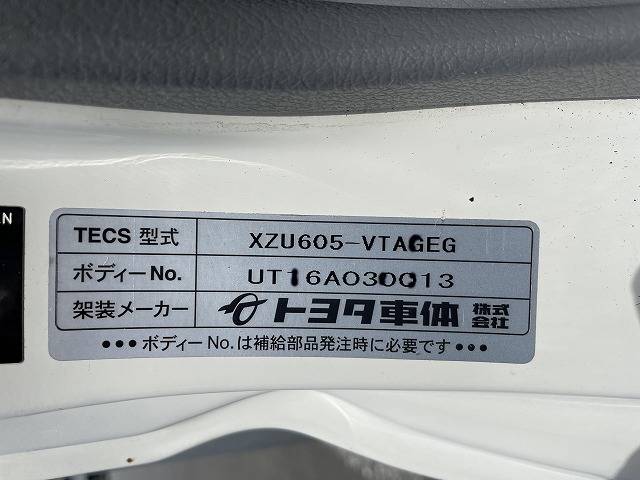 TECS 型式 XZU605-VTAGEG
ボディーNo. UT16A030013
架装メーカー トヨタ車体 株式会社
●●● ボディーNo.は補給部品発注時に必要です ●●●